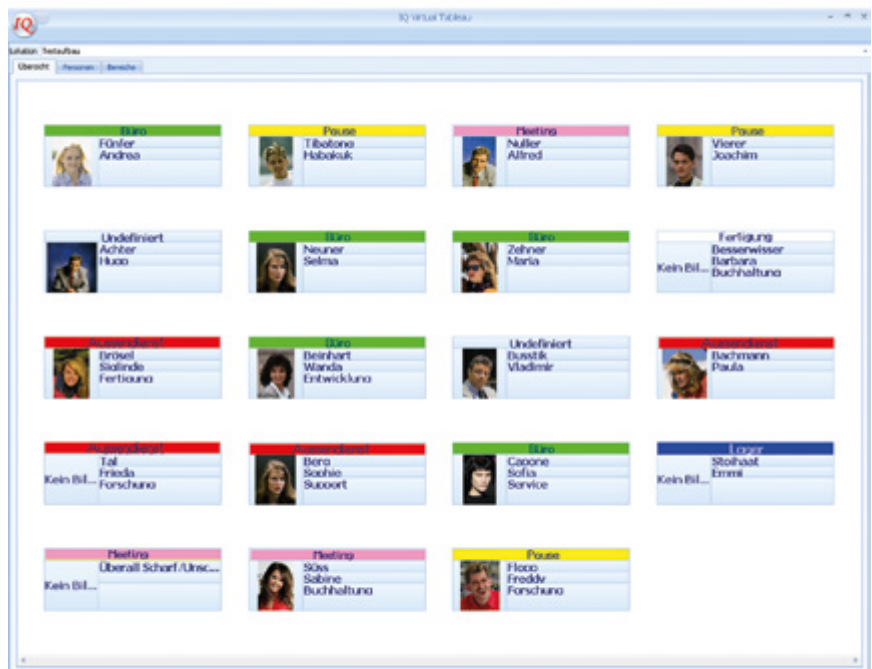 IQ
IQ Virtual Tableau
Lokation Testaufbau
Übersicht Personen Bereiche
Büro
Fünfer
Andrea
Pause
Tibatong
Habakuk
Meeting
Nuller
Alfred
Pause
Vierer
Joachim
Undefiniert
Achter
Hugo
Büro
Neuner
Selma
Büro
Zehner
Maria
Fertigung
Kein Bil...
Besserwisser
Barbara
Buchhaltung
Aussendienst
Brösel
Siglinde
Fertigung
Büro
Beinhart
Wanda
Entwicklung
Undefiniert
Busstik
Vladimir
Aussendienst
Bachmann
Paula
Aussendienst
Kein Bil...
Tal
Frieda
Forschung
Aussendienst
Berg
Sophie
Support
Büro
Capone
Sofia
Service
Lager
Kein Bil...
Emmi
Meeting
Kein Bil...
Überall Scharf/Unsc...
Meeting
Süss
Sabine
Buchhaltung
Pause
Flopp
Freddy
Forschung